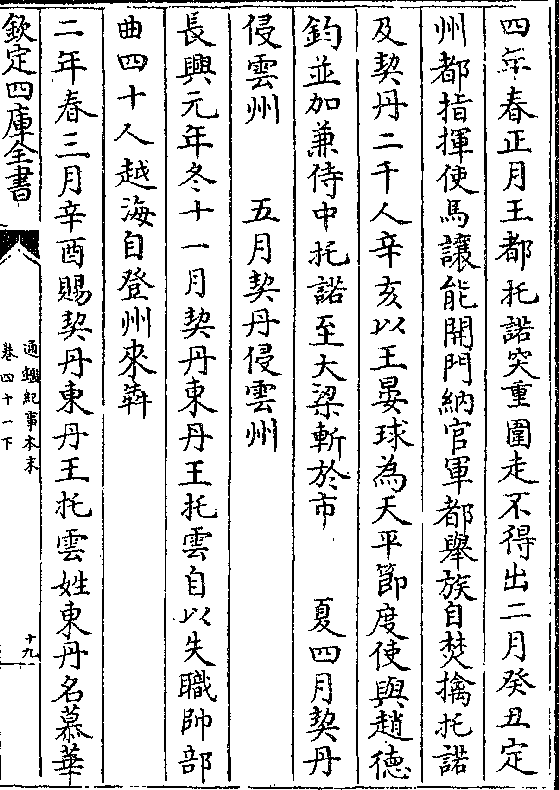 四年春正月王都托諾突重圍走不得出二月癸丑定
州都指揮使馬讓能開門納官軍都舉族自焚擒托諾
及契丹二千人辛亥以王晏球為天平節度使與趙德
鈞並加兼侍中托諾至大梁斬於市　夏四月契丹
侵雲州　五月契丹侵雲州
長興元年冬十一月契丹東丹王托雲自以失職帥部
曲四十人越海自登州來犇
二年春三月辛酉賜契丹東丹王托雲姓東丹名慕華
欽定四庫全書
通鑑紀事本末
卷四十一下
十九